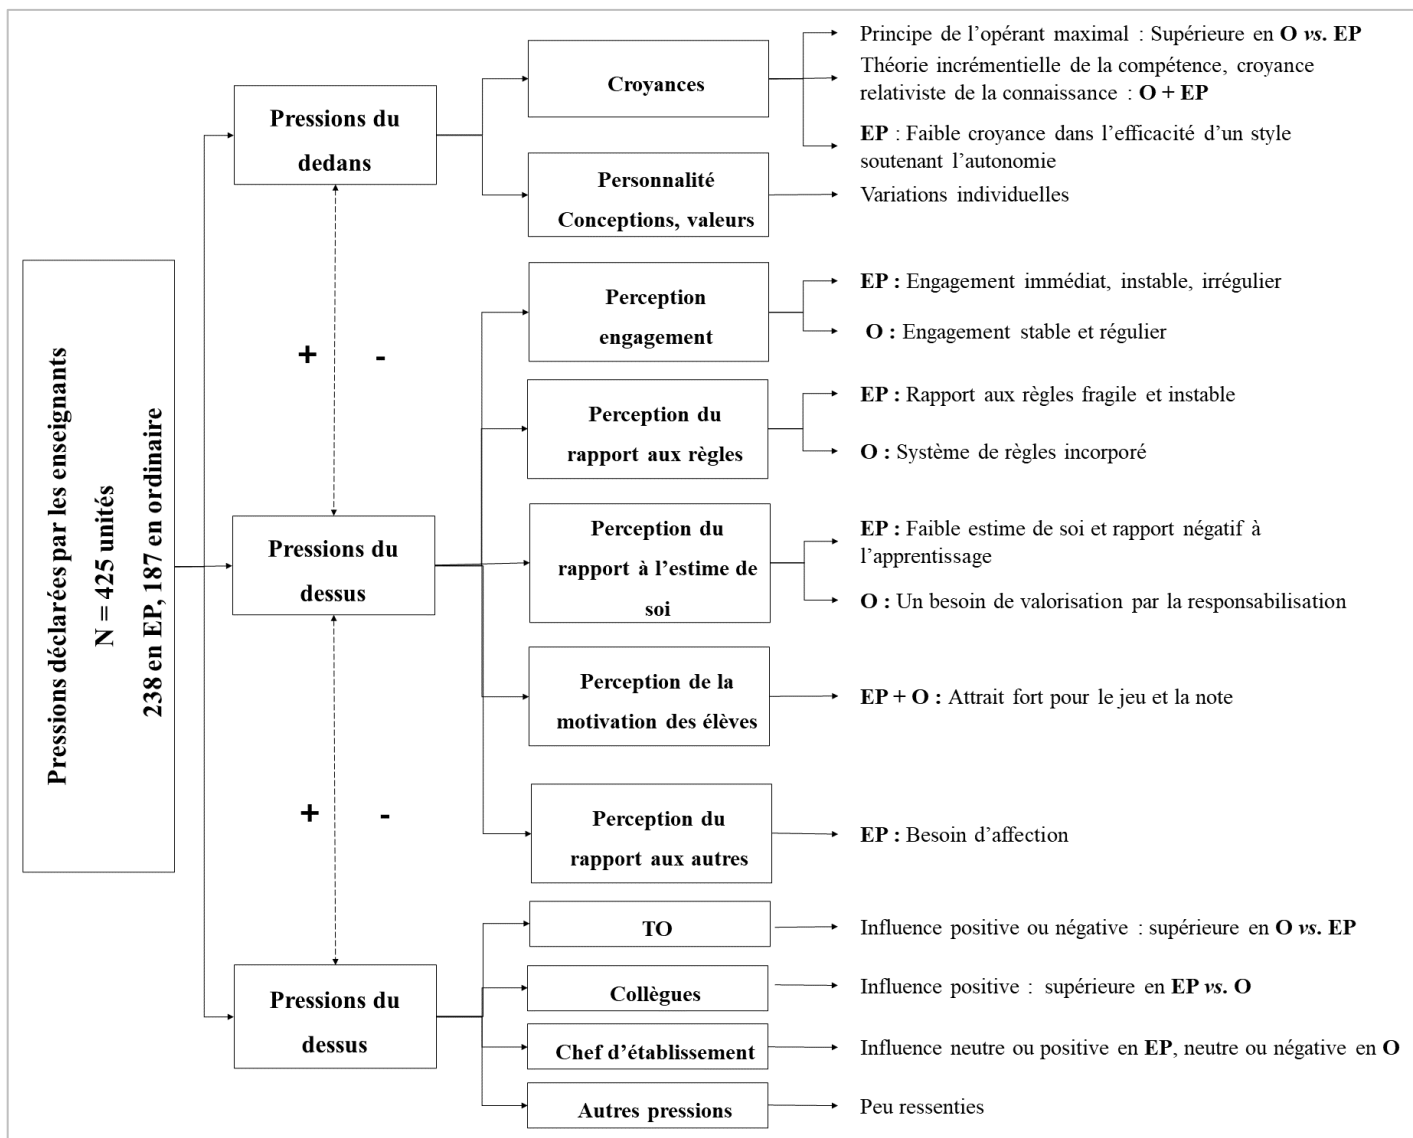 Pressions déclarées par les enseignants
N = 425 unités
238 en EP, 187 en ordinaire
Pressions du
dedans
Croyances
Principe de l'opérant maximal : Supérieure en O vs. EP
Théorie incrémentielle de la compétence, croyance
relativiste de la connaissance : O + EP
EP : Faible croyance dans l'efficacité d'un style
soutenant l'autonomie
Personnalité
Conceptions, valeurs
Variations individuelles
+ -
Pressions du
dessus
Perception
engagement
EP : Engagement immédiat, instable, irrégulier
O : Engagement stable et régulier
Perception du
rapport aux règles
EP : Rapport aux règles fragile et instable
O : Système de règles incorporé
Perception du
rapport à l'estime de
soi
EP : Faible estime de soi et rapport négatif à
l'apprentissage
O : Un besoin de valorisation par la responsabilisation
Perception de la
motivation des élèves
EP + O : Attrait fort pour le jeu et la note
Perception du
rapport aux autres
EP : Besoin d'affection
+ -
Pressions du
dessus
TO
Influence positive ou négative : supérieure en O vs. EP
Collègues
Influence positive : supérieure en EP vs. O
Chef d'établissement
Influence neutre ou positive en EP, neutre ou négative en O
Autres pressions
Peu ressenties